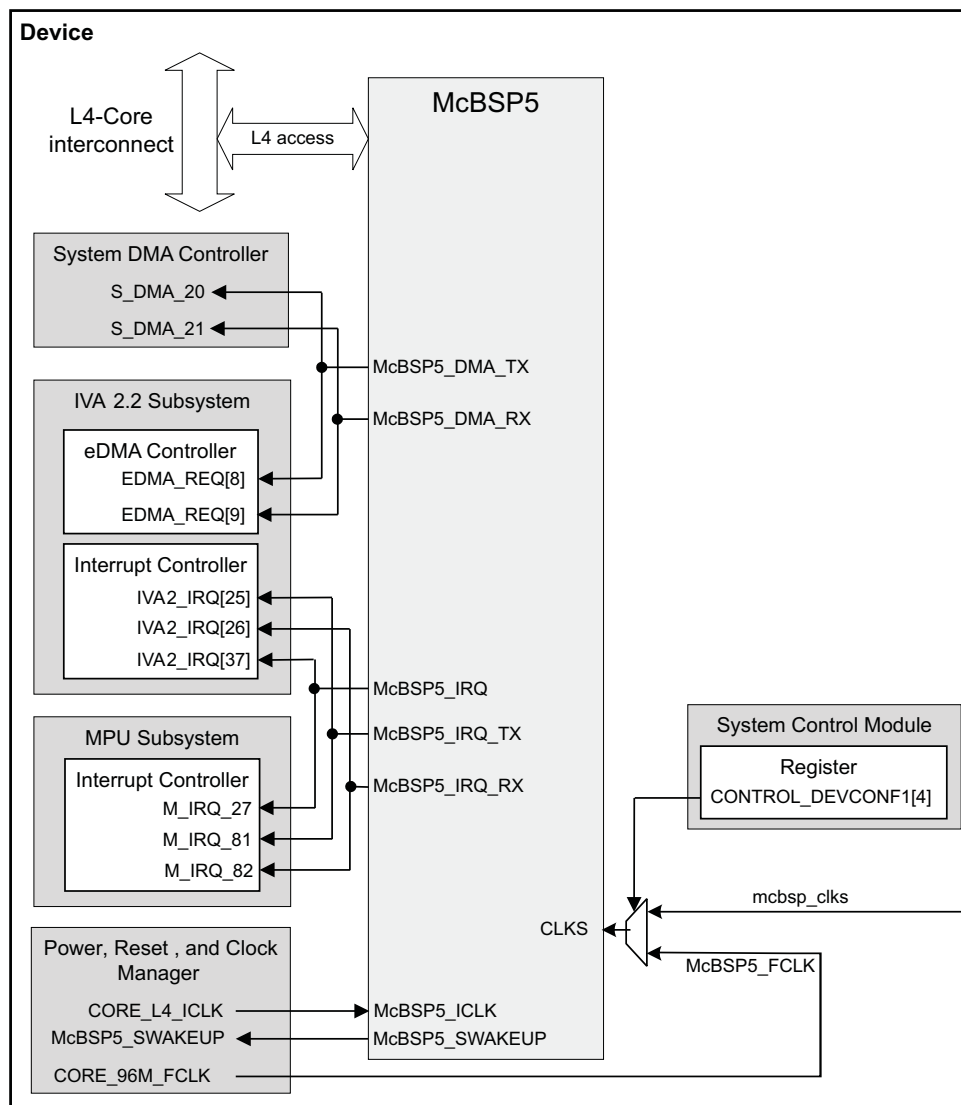 Device
L4-Core
interconnect
L4 access
McBSP5
System DMA Controller
S_DMA_20
S_DMA_21
McBSP5_DMA_TX
McBSP5_DMA_RX
IVA 2.2 Subsystem
eDMA Controller
EDMA_REQ[8]
EDMA_REQ[9]
Interrupt Controller
IVA2_IRQ[25]
IVA2_IRQ[26]
IVA2_IRQ[37]
McBSP5_IRQ
McBSP5_IRQ_TX
McBSP5_IRQ_RX
MPU Subsystem
Interrupt Controller
M_IRQ_27
M_IRQ_81
M_IRQ_82
System Control Module
Register
CONTROL_DEVCONF1[4]
mcbsp_clks
CLKS
McBSP5_FCLK
Power, Reset , and Clock
Manager
CORE_L4_ICLK
McBSP5_SWAKEUP
CORE_96M_FCLK
McBSP5_ICLK
McBSP5_SWAKEUP